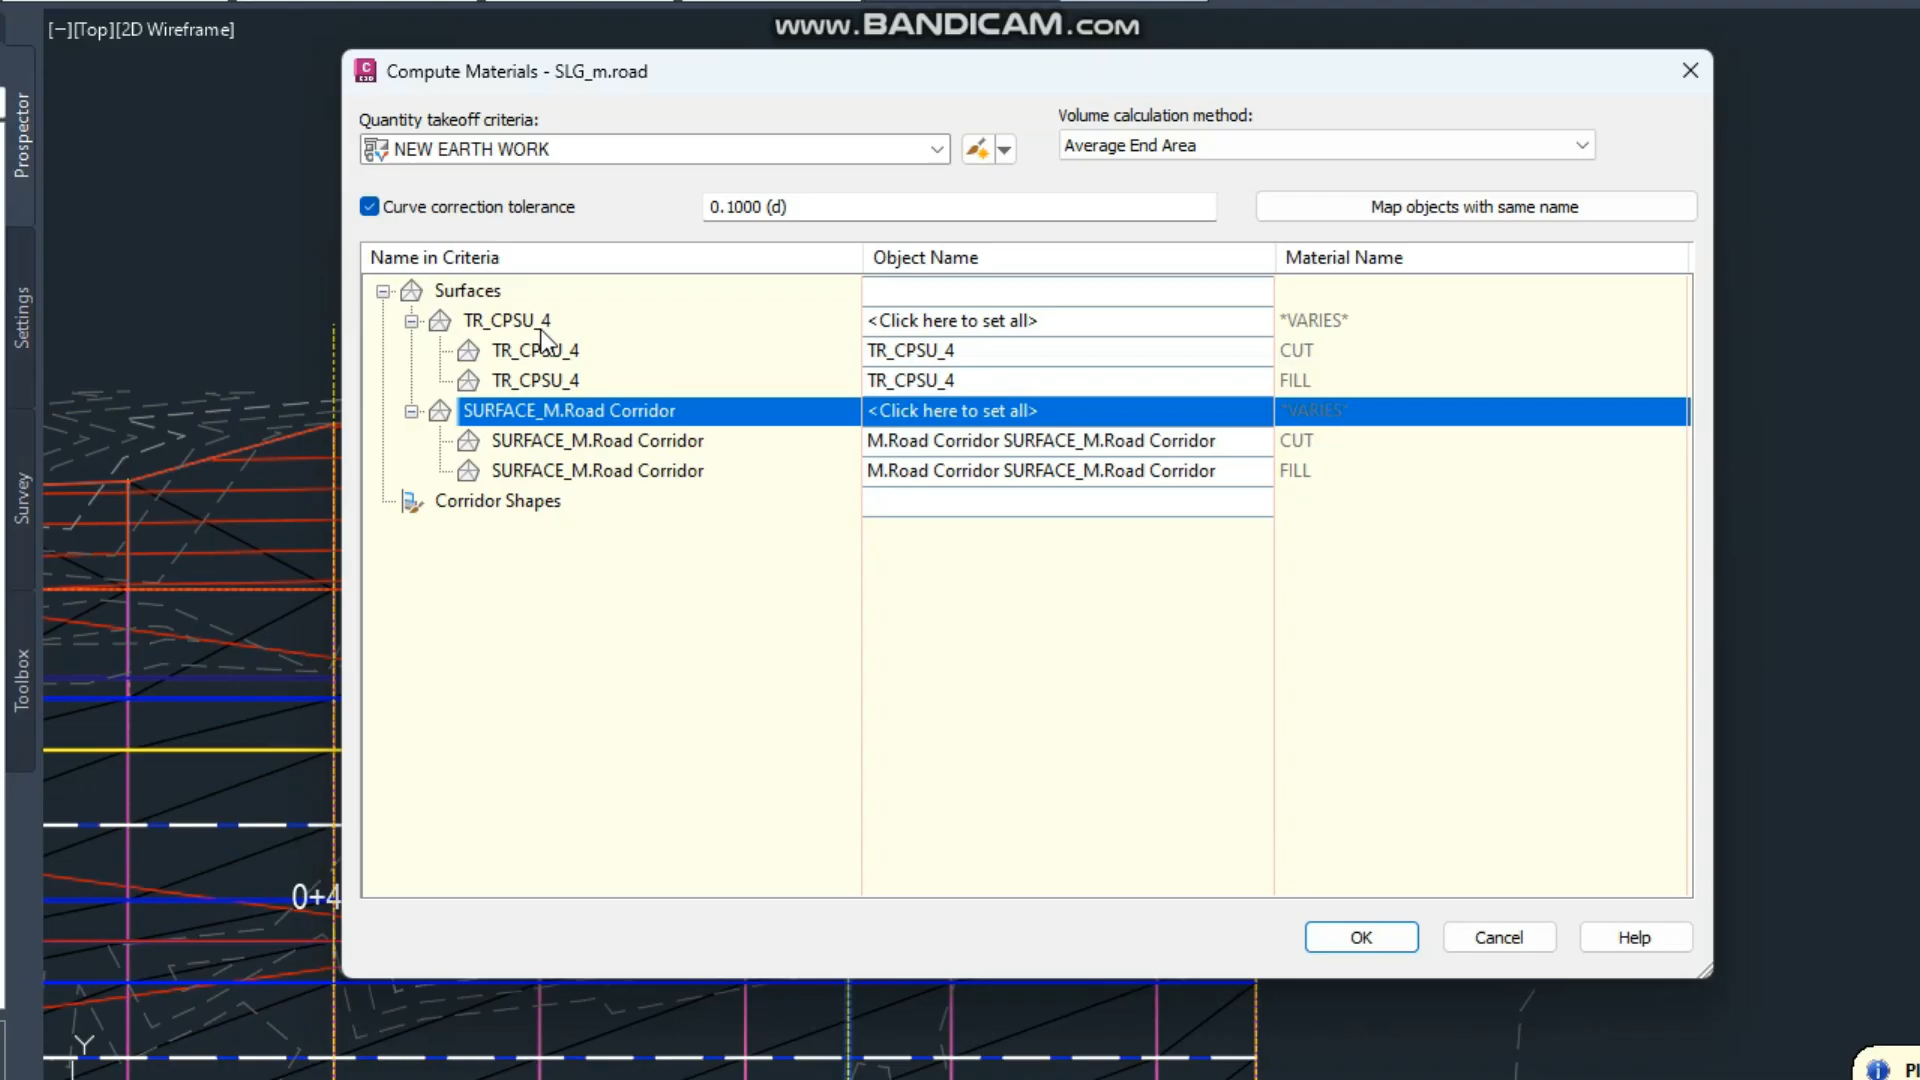 www.BANDICAM.com
[−][Top][2D Wireframe]
Compute Materials - SLG_m.road
Quantity takeoff criteria:
Volume calculation method:
NEW EARTH WORK
Average End Area
Curve correction tolerance
0.1000 (d)
Map objects with same name
Name in Criteria
Object Name
Material Name
Surfaces
TR_CPSU_4
<Click here to set all>
*VARIES*
TR_CPSU_4
TR_CPSU_4
CUT
TR_CPSU_4
TR_CPSU_4
FILL
SURFACE_M.Road Corridor
<Click here to set all>
*VARIES*
SURFACE_M.Road Corridor
M.Road Corridor SURFACE_M.Road Corridor
CUT
SURFACE_M.Road Corridor
M.Road Corridor SURFACE_M.Road Corridor
FILL
Corridor Shapes
OK
Cancel
Help
Prospector
Settings
Survey
Toolbox
0+4
Y
Pl